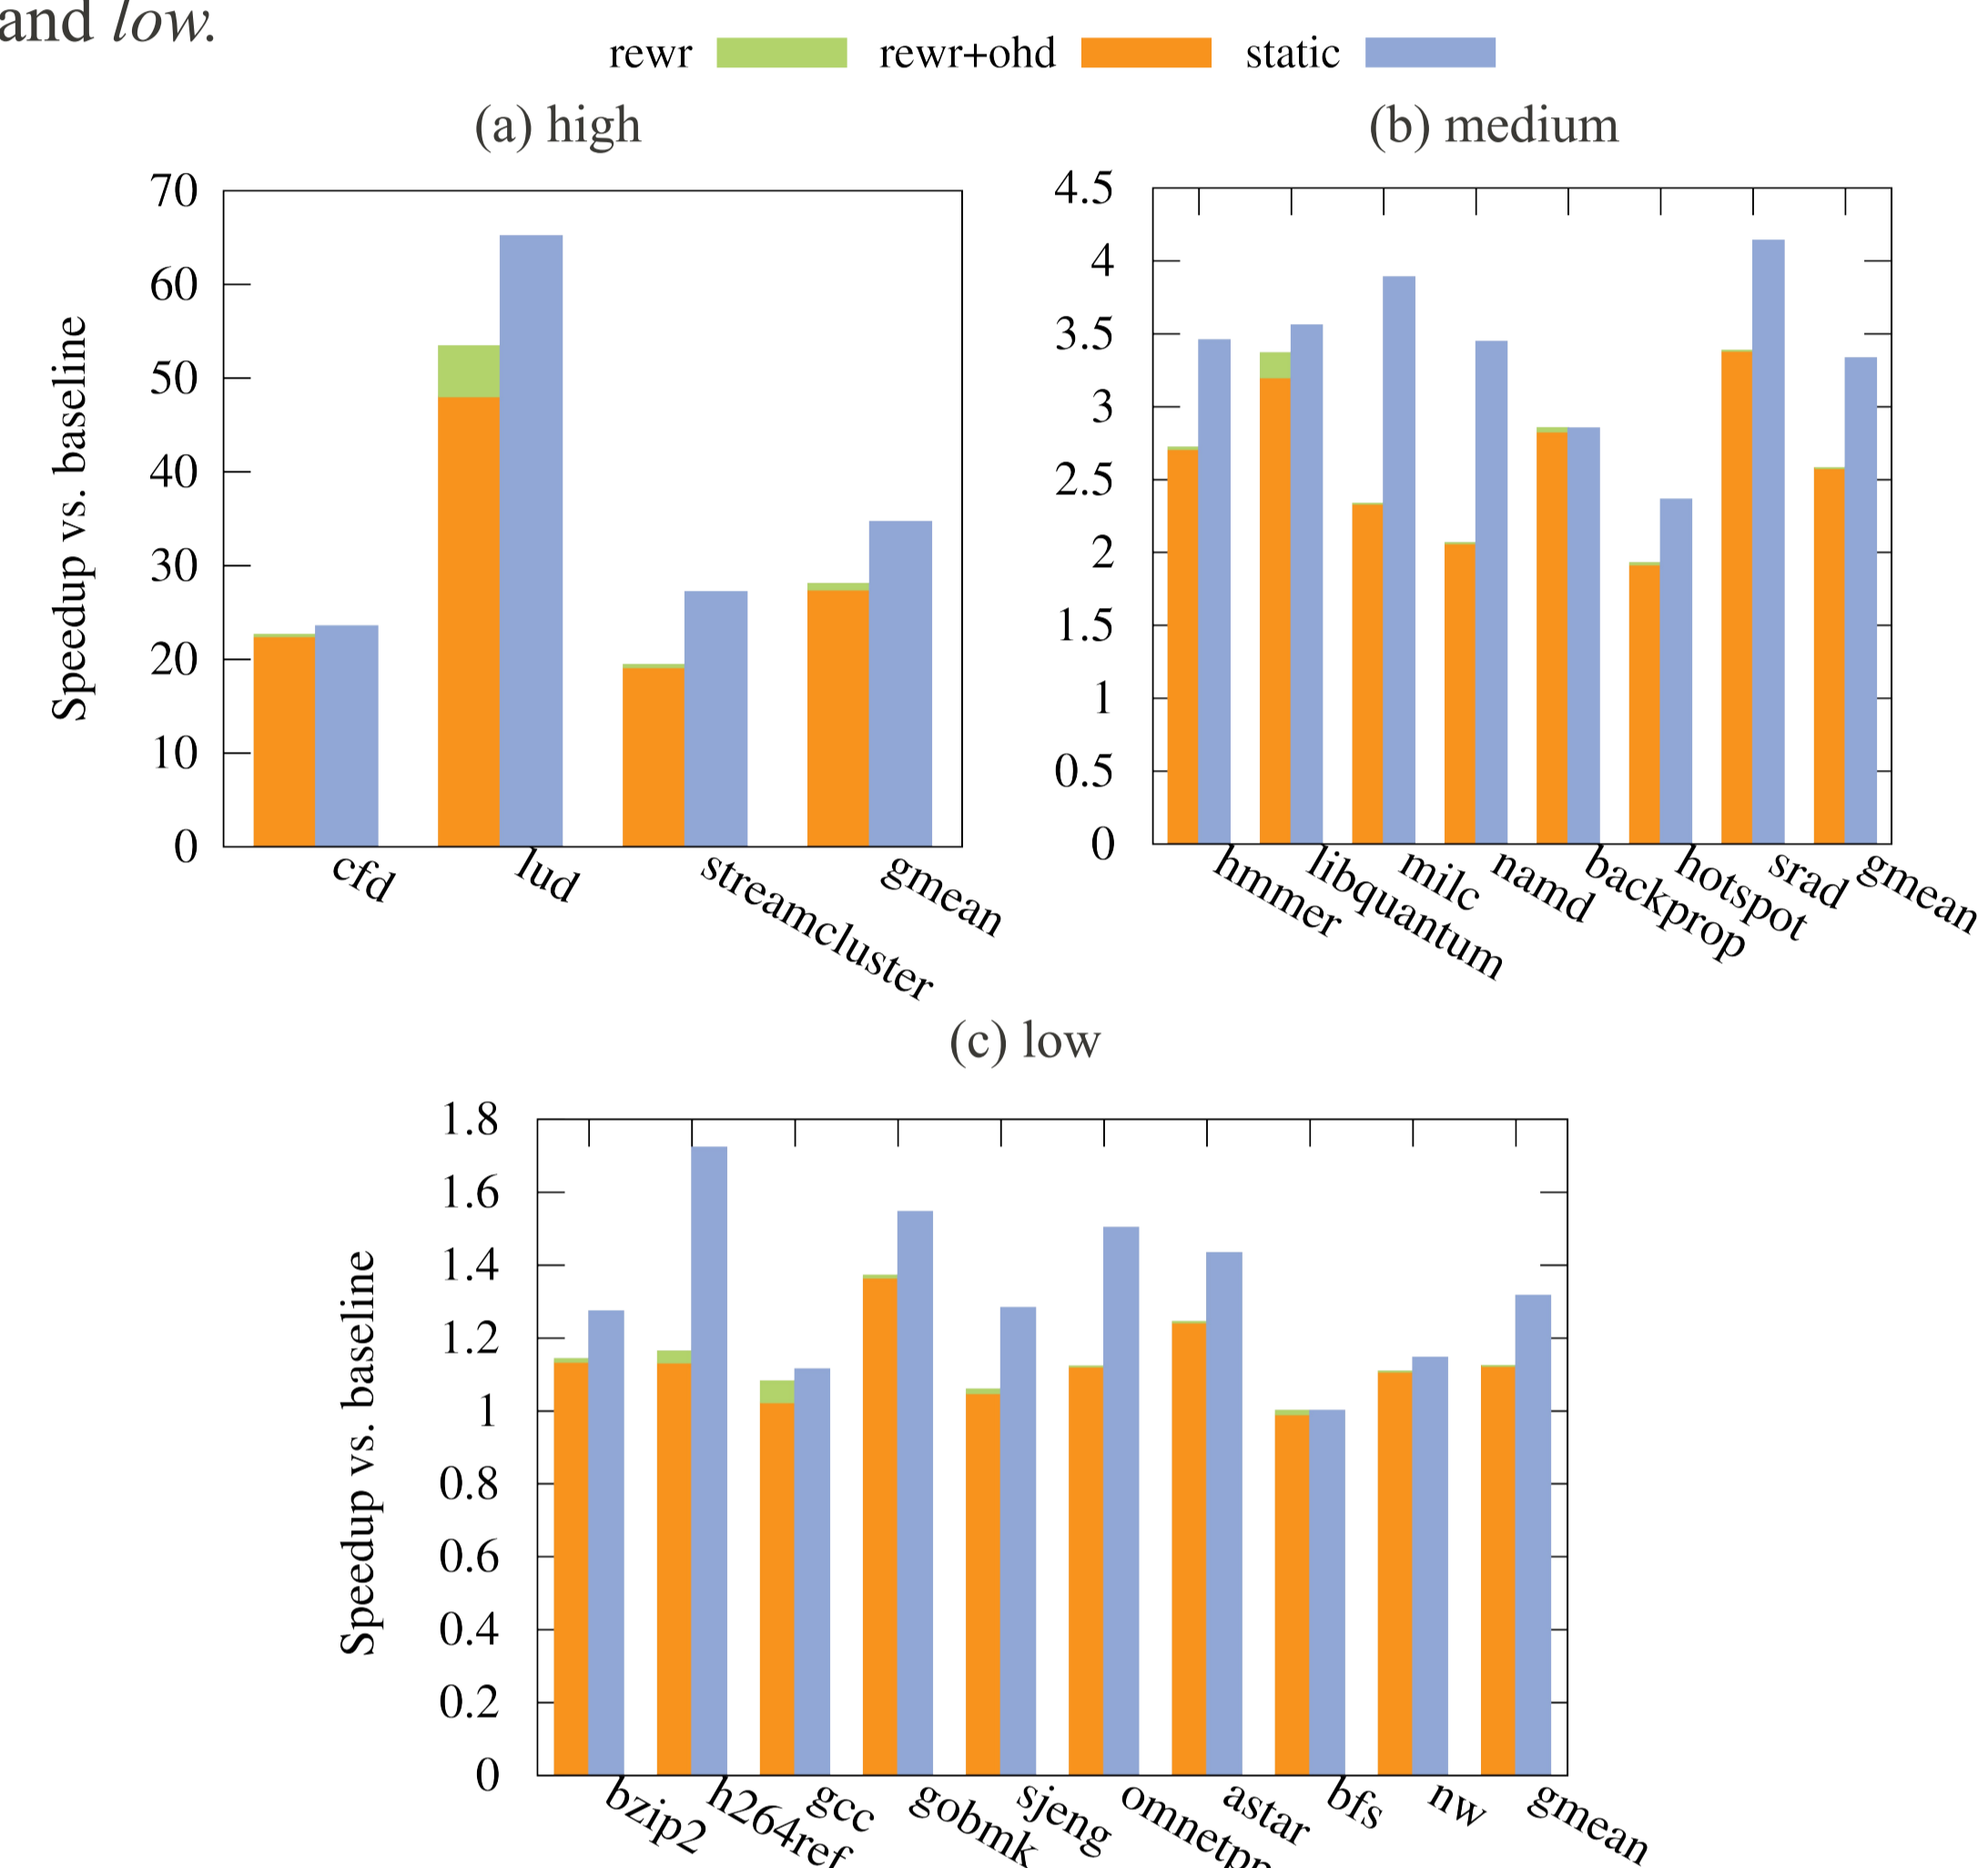 and low.
rewr rewr+ohd static
(a) high
(b) medium
Speedup vs. baseline
70
60
50
40
30
20
10
0
cfd lud streamcluster gmean
4.5
4
3.5
3
2.5
2
1.5
1
0.5
0
hmmer libquantum milc namd backprop hotspot srad gmean
(c) low
Speedup vs. baseline
1.8
1.6
1.4
1.2
1
0.8
0.6
0.4
0.2
0
bzip2 h264ref gcc gobmk sjeng astar bfs nw gmean